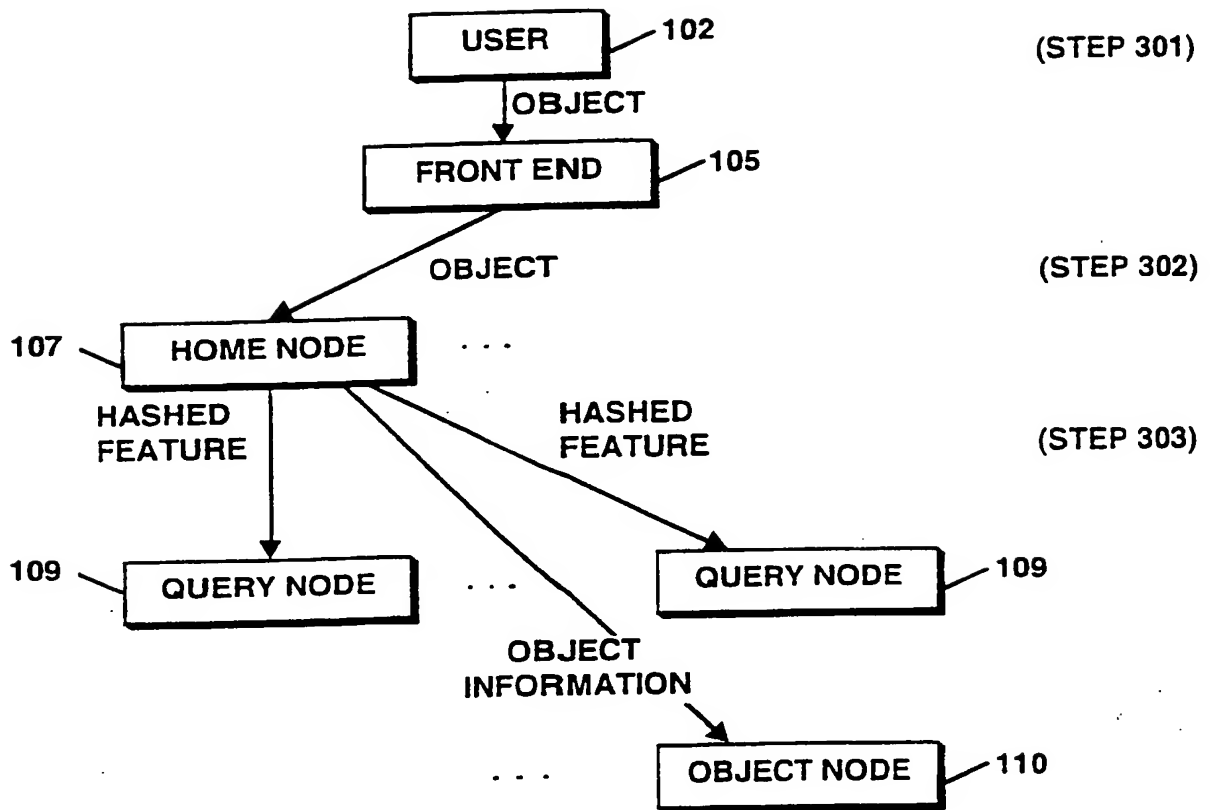 USER
102
(STEP 301)
OBJECT
FRONT END
105
OBJECT
(STEP 302)
107
HOME NODE
. . .
HASHED
FEATURE
HASHED
FEATURE
(STEP 303)
109
QUERY NODE
. . .
QUERY NODE
109
OBJECT
INFORMATION
. . .
OBJECT NODE
110